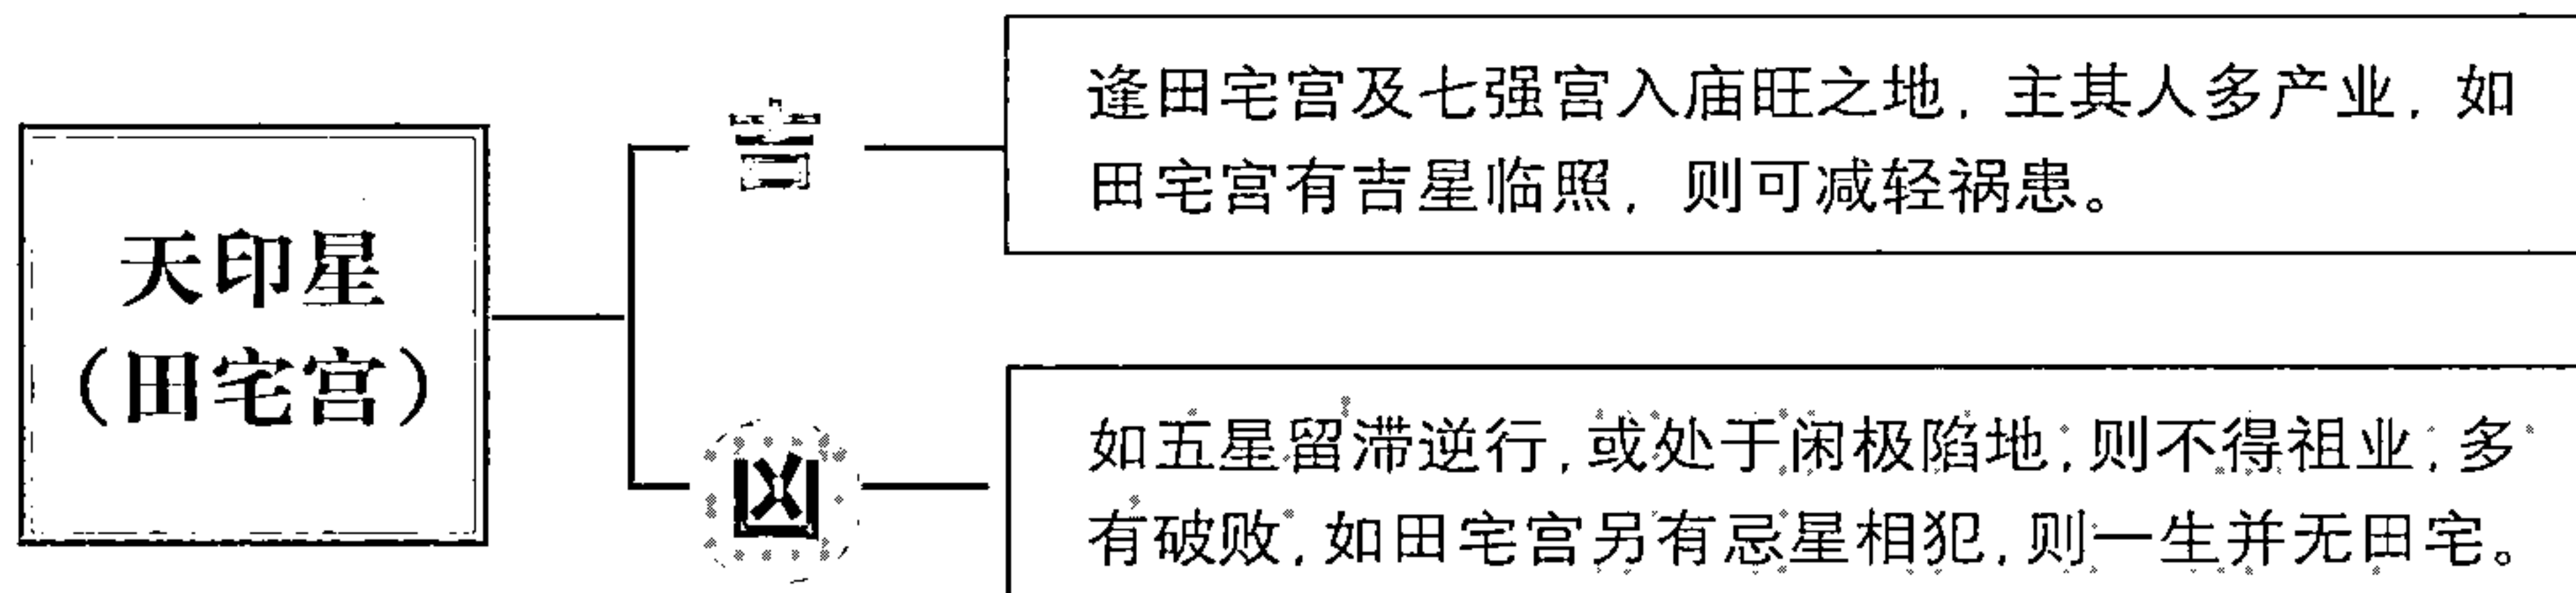 天印星
（田宅宫）
吉
逢田宅宫及七强宫入庙旺之地，主其人多产业，如
田宅宫有吉星临照，则可减轻祸患。
凶
如五星留滞逆行，或处于闲极陷地，则不得祖业，多
有破败，如田宅宫另有忌星相犯，则一生并无田宅。